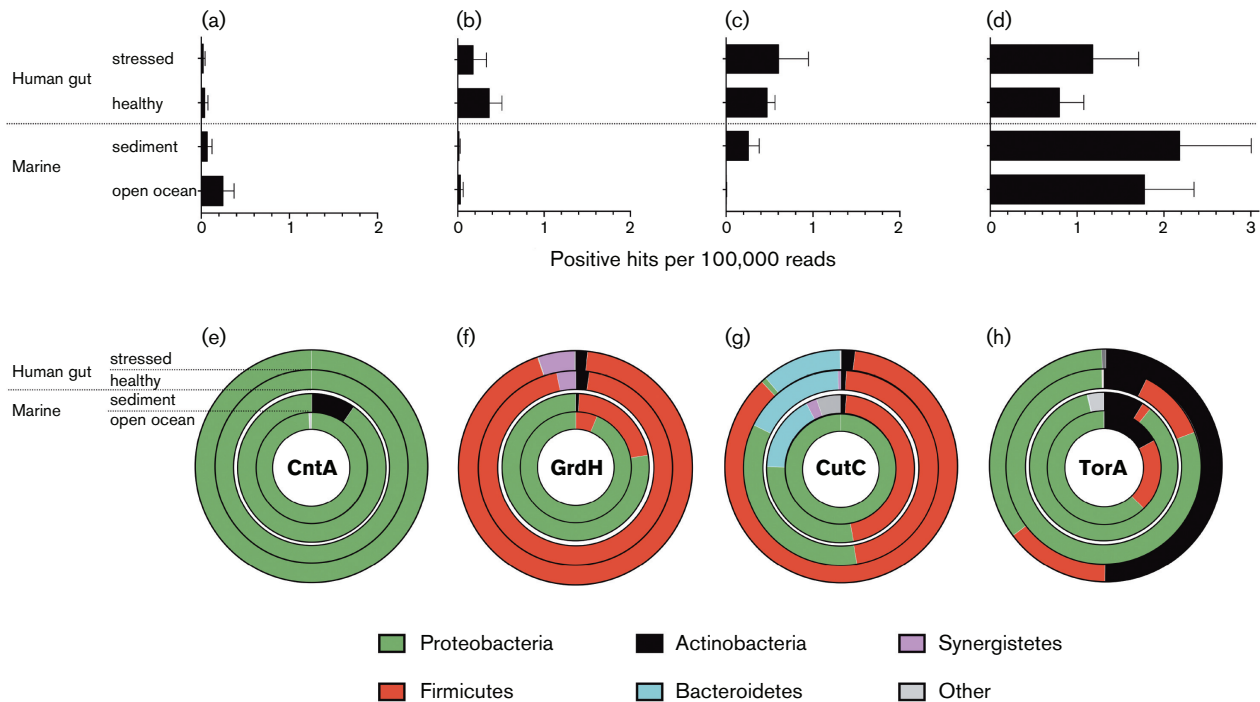 (a) (b) (c) (d)
Human gut
stressed
healthy
Marine
sediment
open ocean
0 1 2
0 1 2
0 1 2
0 1 2 3
Positive hits per 100,000 reads
(e) (f) (g) (h)
Human gut
stressed
healthy
Marine
sediment
open ocean
CntA GrdH CutC TorA
Proteobacteria Actinobacteria Synergistetes
Firmicutes Bacteroidetes Other